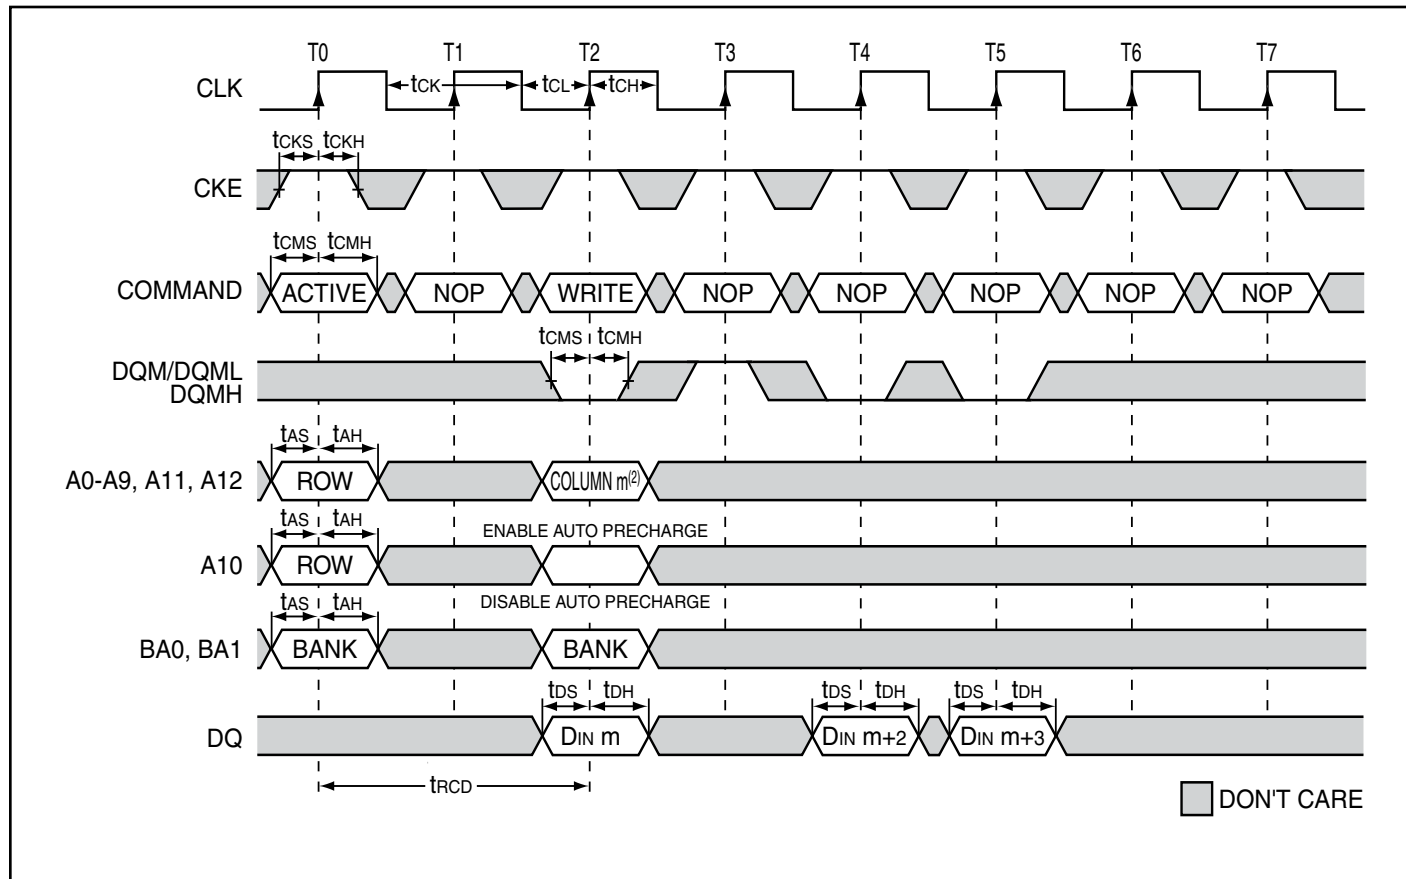 T0 T1 T2 T3 T4 T5 T6 T7
CLK
tCK tCL tCH
tCKS tCKH
CKE
tCMS tCMH
COMMAND ACTIVE NOP WRITE NOP NOP NOP NOP NOP
tCMS tCMH
DQM/DQML
DQMH
tAS tAH
A0-A9, A11, A12 ROW COLUMN m(2)
tAS tAH ENABLE AUTO PRECHARGE
A10 ROW
tAS tAH DISABLE AUTO PRECHARGE
BA0, BA1 BANK BANK
tDS tDH tDS tDH tDS tDH
DQ DIN m DIN m+2 DIN m+3
tRCD
DON'T CARE